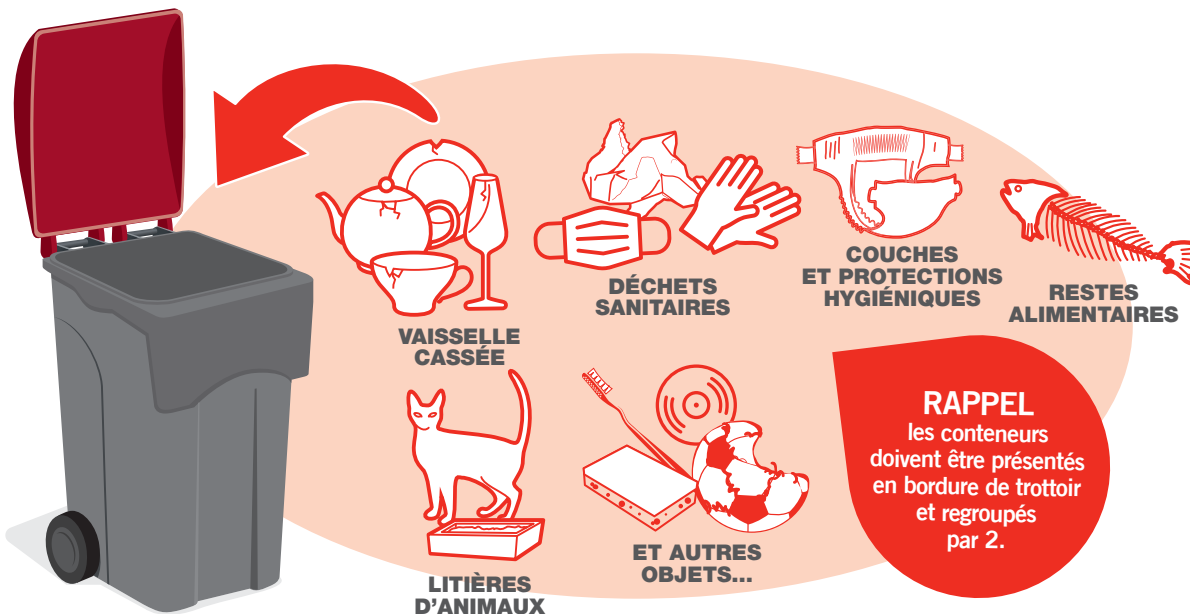 VAISSELLE
CASSÉE
DÉCHETS
SANITAIRES
COUCHES
ET PROTECTIONS
HYGIÉNIQUES
RESTES
ALIMENTAIRES
LITIÈRES
D'ANIMAUX
ET AUTRES
OBJETS...
RAPPEL
les conteneurs
doivent être présentés
en bordure de trottoir
et regroupés
par 2.